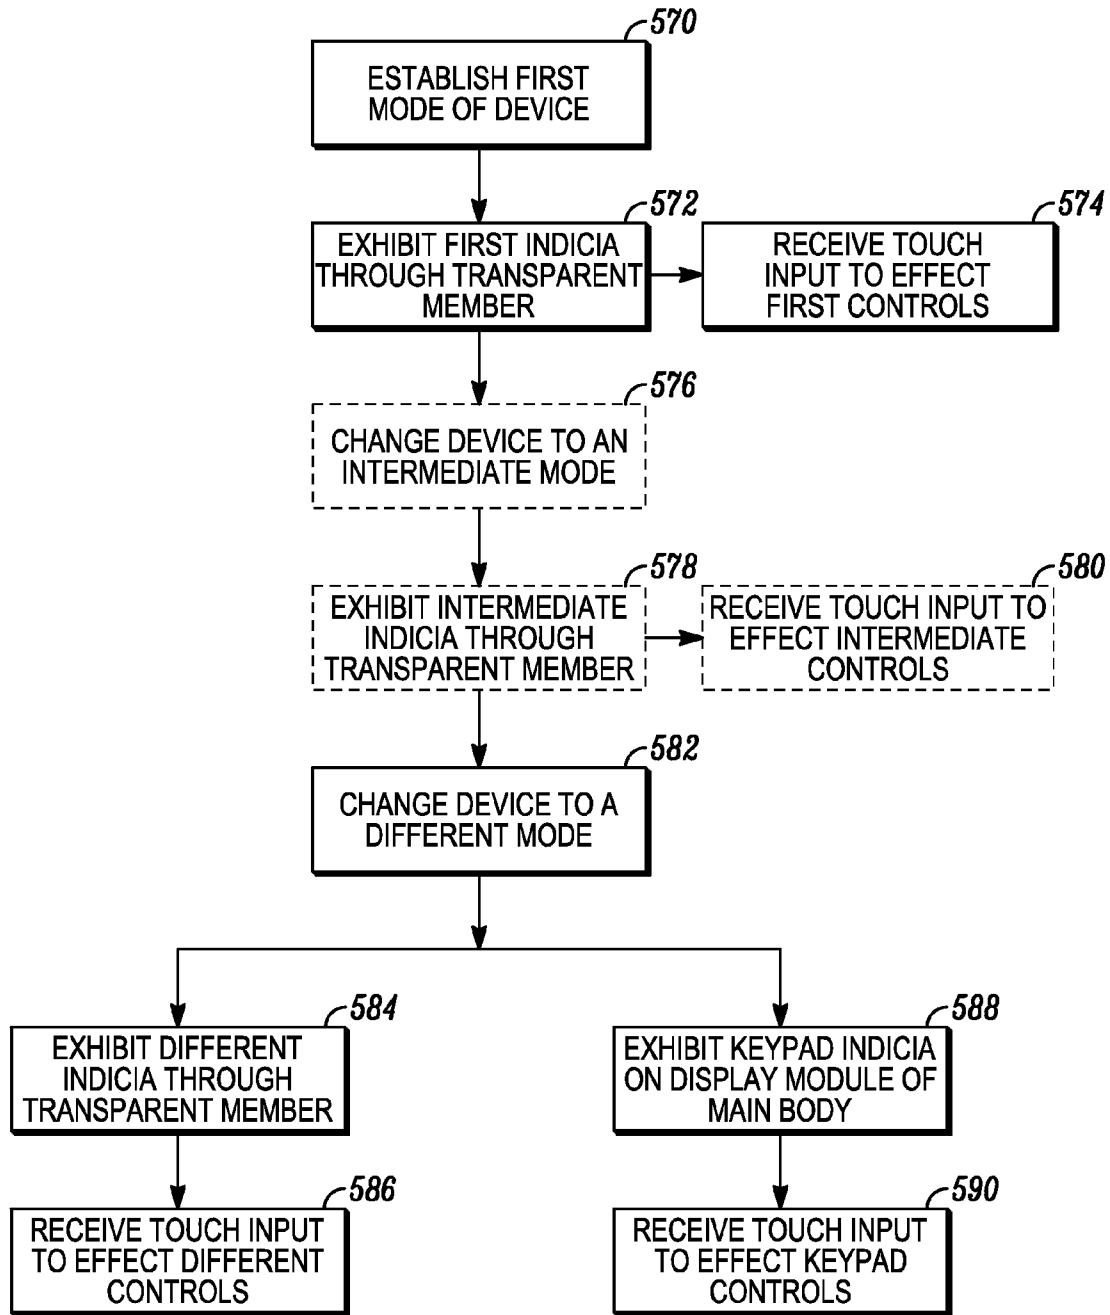 570
ESTABLISH FIRST
MODE OF DEVICE
572
EXHIBIT FIRST INDICIA
THROUGH TRANSPARENT
MEMBER
574
RECEIVE TOUCH
INPUT TO EFFECT
FIRST CONTROLS
576
CHANGE DEVICE TO AN
INTERMEDIATE MODE
578
EXHIBIT INTERMEDIATE
INDICIA THROUGH
TRANSPARENT MEMBER
580
RECEIVE TOUCH INPUT TO
EFFECT INTERMEDIATE
CONTROLS
582
CHANGE DEVICE TO A
DIFFERENT MODE
584
EXHIBIT DIFFERENT
INDICIA THROUGH
TRANSPARENT MEMBER
588
EXHIBIT KEYPAD INDICIA
ON DISPLAY MODULE OF
MAIN BODY
586
RECEIVE TOUCH INPUT
TO EFFECT DIFFERENT
CONTROLS
590
RECEIVE TOUCH INPUT
TO EFFECT KEYPAD
CONTROLS